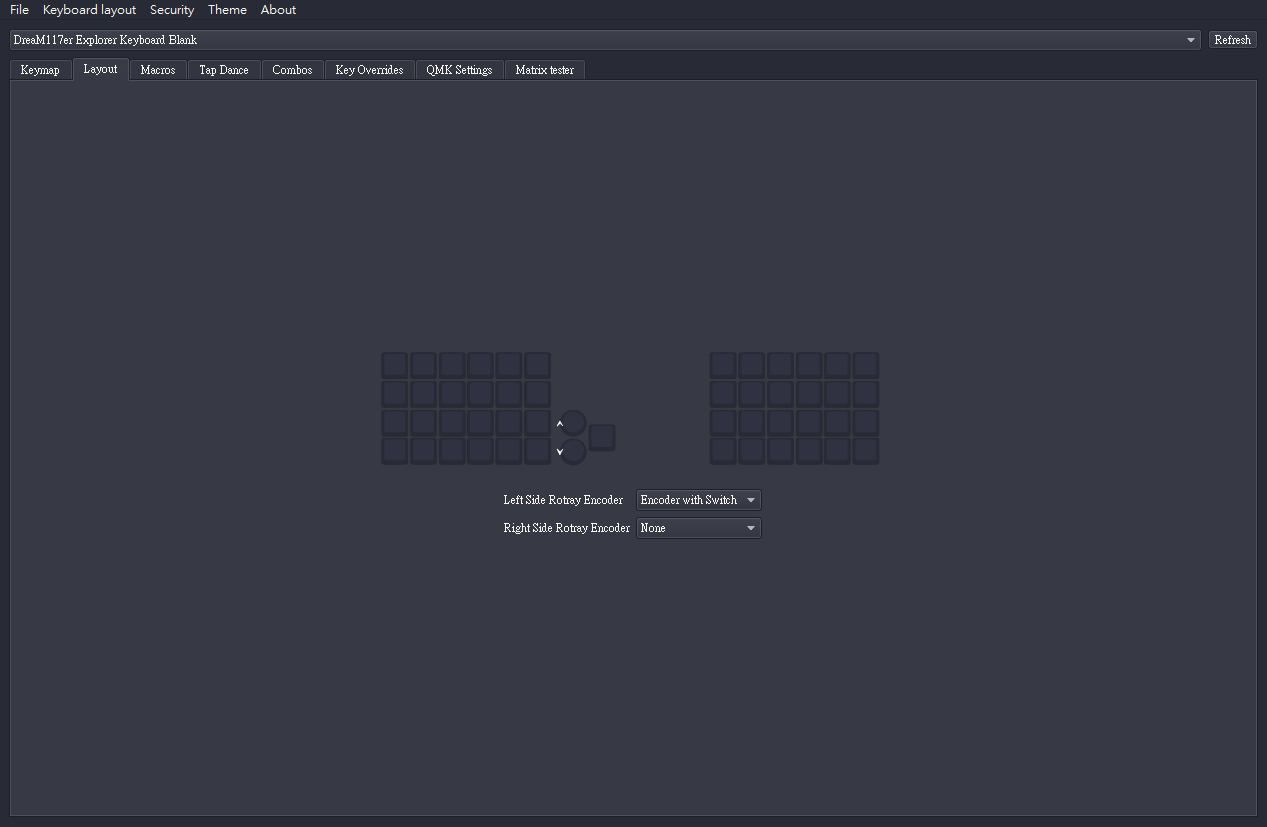 File Keyboard layout Security Theme About
DreaM117er Explorer Keyboard Blank Refresh
Keymap Layout Macros Tap Dance Combos Key Overrides QMK Settings Matrix tester
Left Side Rotray Encoder Encoder with Switch
Right Side Rotray Encoder None